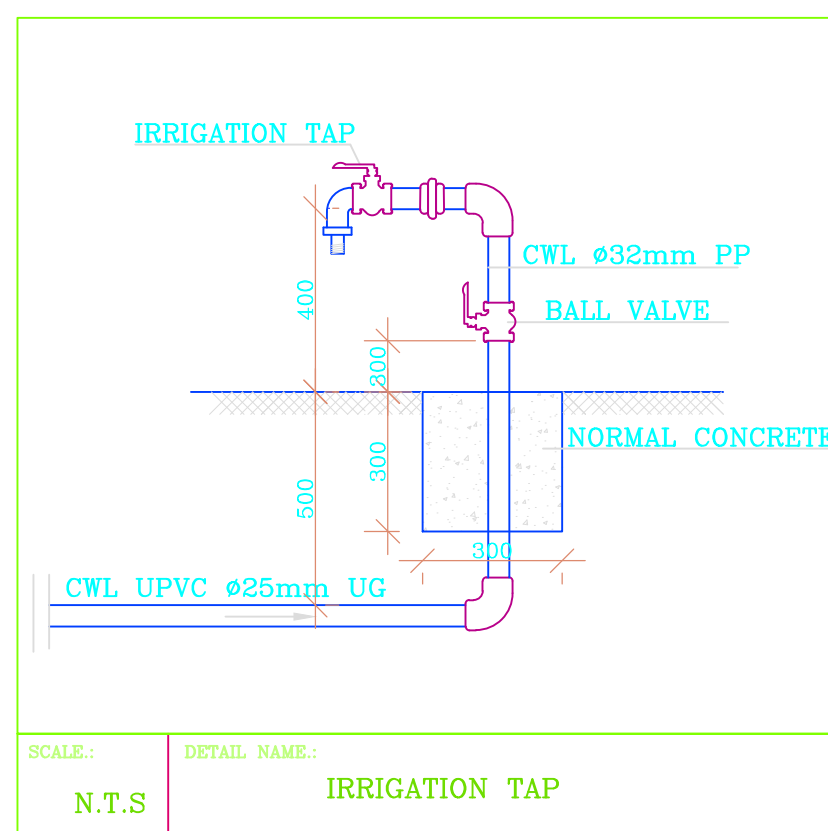 IRRIGATION TAP
CWL ø32mm PP
400
BALL VALVE
200
NORMAL CONCRETE
300
500
300
CWL UPVC ø25mm UG
SCALE.:
N.T.S
DETAIL NAME.:
IRRIGATION TAP